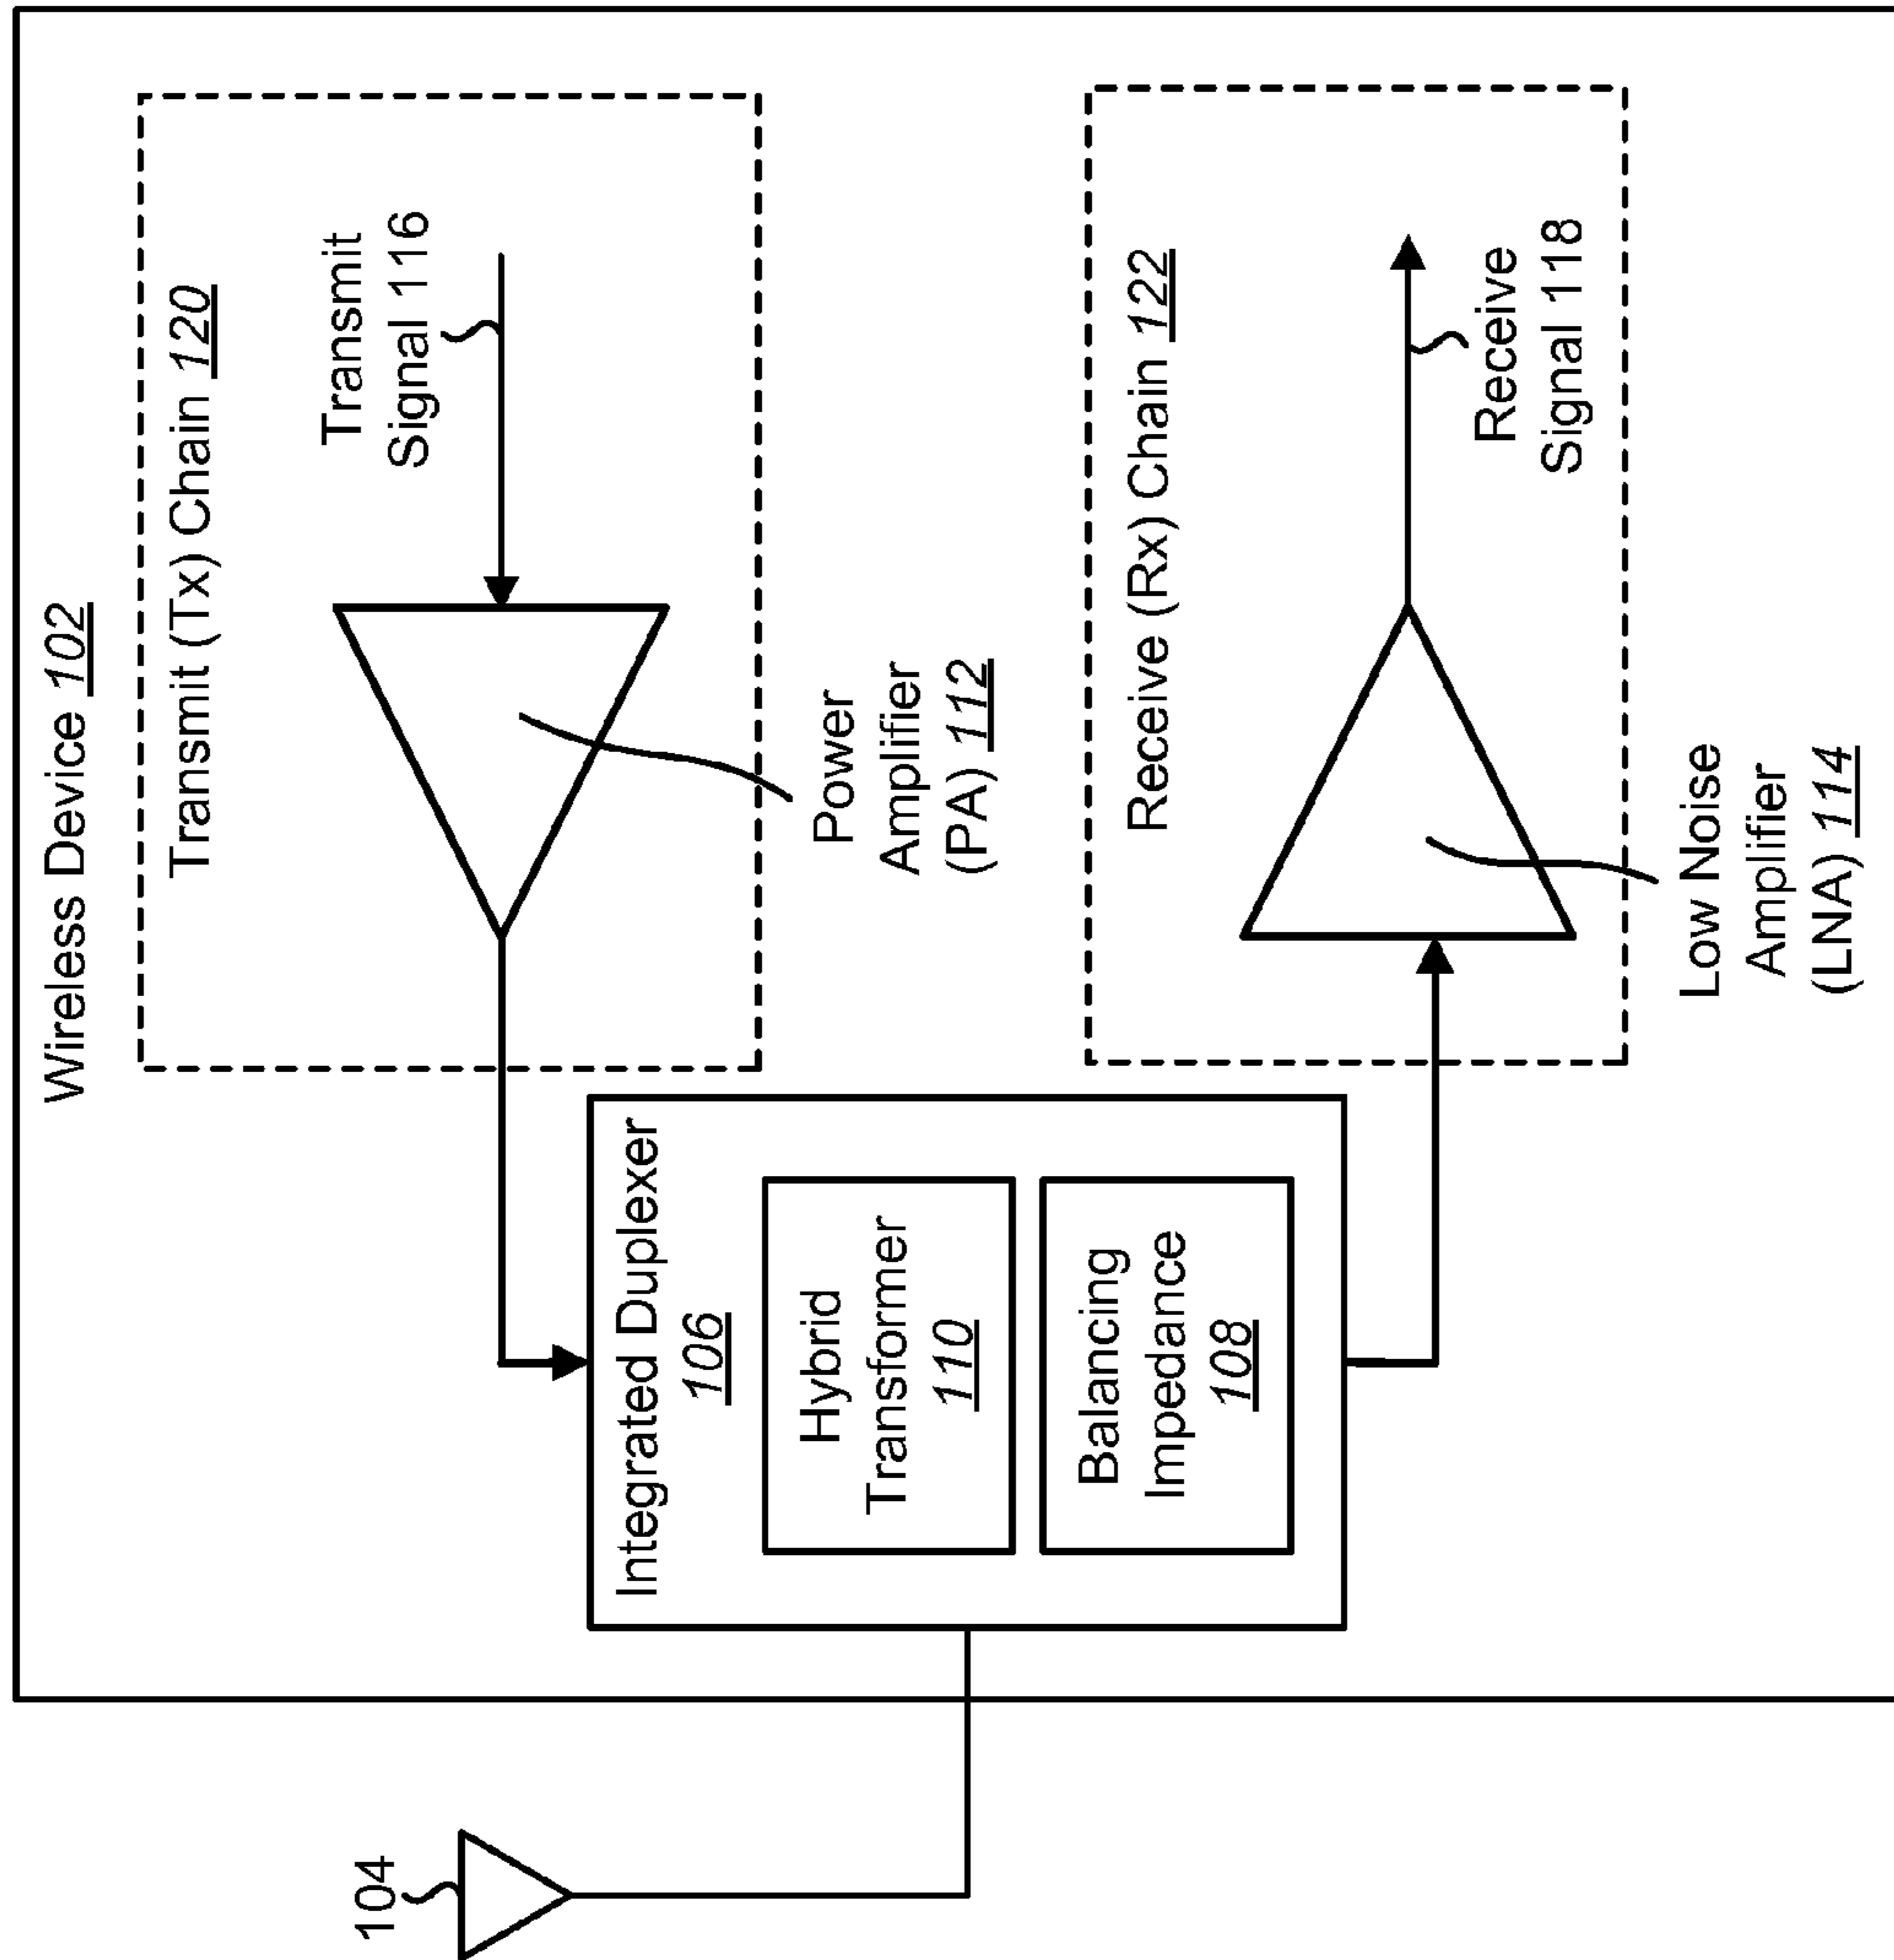 Wireless Device 102
Transmit (Tx) Chain 120
Transmit
Signal 116
Power
Amplifier
(PA) 112
104
Integrated Duplexer
106
Hybrid
Transformer
110
Balancing
Impedance
108
Receive (Rx) Chain 122
Receive
Signal 118
Low Noise
Amplifier
(LNA) 114